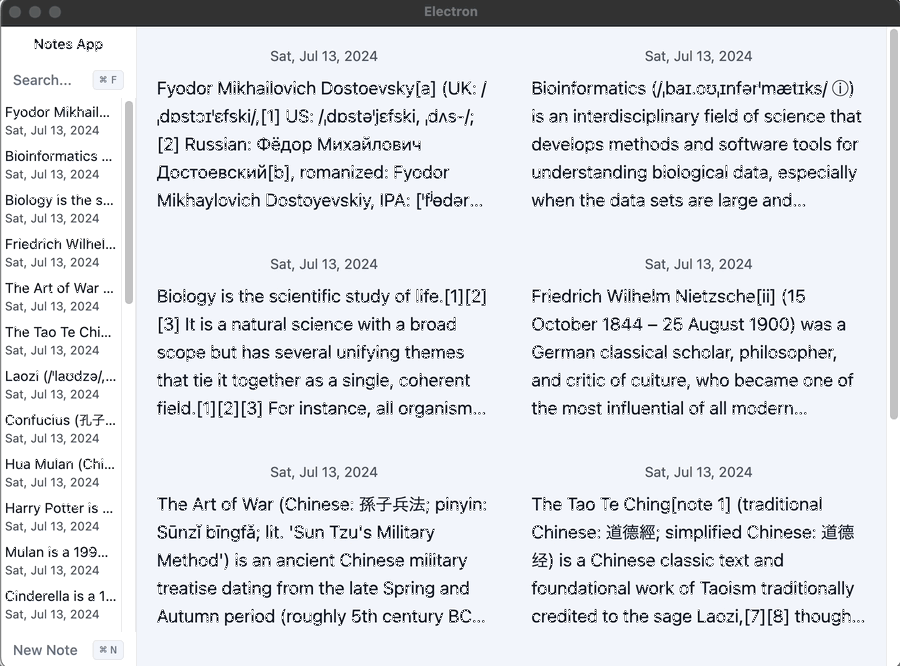 Electron
Notes App
Search...
⌘ F
Fyodor Mikhail...
Sat, Jul 13, 2024
Bioinformatics ...
Sat, Jul 13, 2024
Biology is the s...
Sat, Jul 13, 2024
Friedrich Wilhel...
Sat, Jul 13, 2024
The Art of War ...
Sat, Jul 13, 2024
The Tao Te Chi...
Sat, Jul 13, 2024
Laozi (/ˈlaʊdzə/,...
Sat, Jul 13, 2024
Confucius (孔子...
Sat, Jul 13, 2024
Hua Mulan (Chi...
Sat, Jul 13, 2024
Harry Potter is ...
Sat, Jul 13, 2024
Mulan is a 199...
Sat, Jul 13, 2024
Cinderella is a 1...
Sat, Jul 13, 2024
New Note
⌘ N
Sat, Jul 13, 2024
Fyodor Mikhailovich Dostoevsky[a] (UK: /
ˌdɒstɔɪˈɛfski/,[1] US: /ˌdɒstəˈjɛfski, ˌdʌs-/;
[2] Russian: Фёдор Михайлович
Достоевский[b], romanized: Fyodor
Mikhaylovich Dostoyevskiy, IPA: [ˈfʲɵdər...
Sat, Jul 13, 2024
Bioinformatics (/ˌbaɪ.oʊˌɪnfərˈmætɪks/ ⓘ)
is an interdisciplinary field of science that
develops methods and software tools for
understanding biological data, especially
when the data sets are large and...
Sat, Jul 13, 2024
Biology is the scientific study of life.[1][2]
[3] It is a natural science with a broad
scope but has several unifying themes
that tie it together as a single, coherent
field.[1][2][3] For instance, all organism...
Sat, Jul 13, 2024
Friedrich Wilhelm Nietzsche[ii] (15
October 1844 – 25 August 1900) was a
German classical scholar, philosopher,
and critic of culture, who became one of
the most influential of all modern...
Sat, Jul 13, 2024
The Art of War (Chinese: 孫子兵法; pinyin:
Sūnzǐ bīngfǎ; lit. 'Sun Tzu's Military
Method') is an ancient Chinese military
treatise dating from the late Spring and
Autumn period (roughly 5th century BC...
Sat, Jul 13, 2024
The Tao Te Ching[note 1] (traditional
Chinese: 道德經; simplified Chinese: 道德
经) is a Chinese classic text and
foundational work of Taoism traditionally
credited to the sage Laozi,[7][8] though...